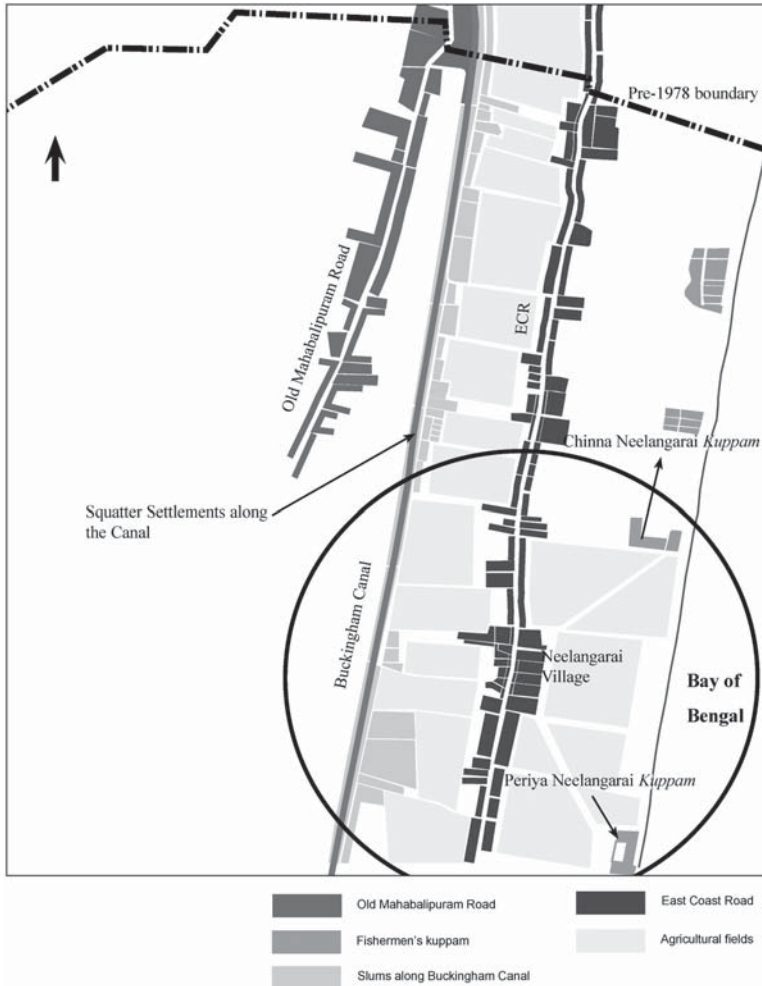 Pre-1978 boundary
Old Mahabalipuram Road
ECR
Chinna Neelangarai Kuppam
Squatter Settlements along
the Canal
Buckingham Canal
Neelangarai
Village
Bay of
Bengal
Periya Neelangarai Kuppam
Old Mahabalipuram Road
East Coast Road
Fishermen's kuppam
Agricultural fields
Slums along Buckingham Canal